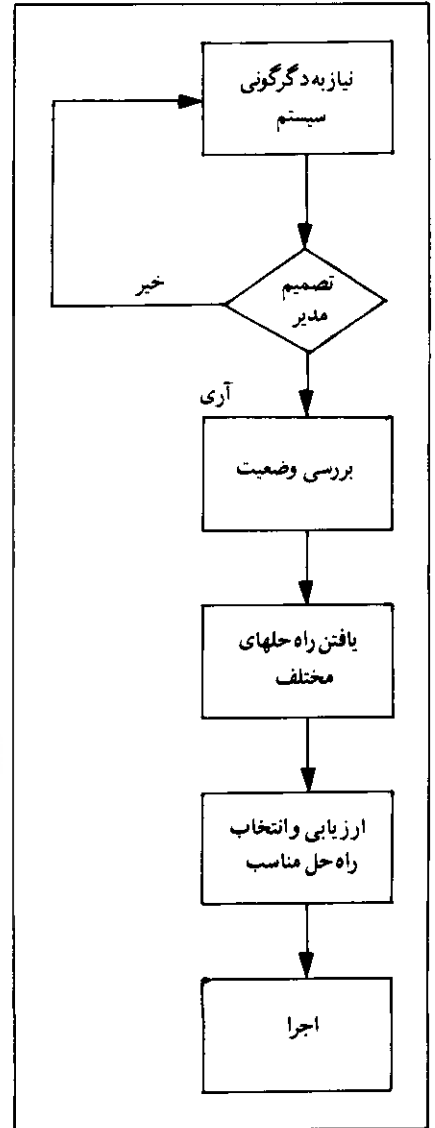 نیاز به دگرگونی
سیستم
تصمیم
مدیر
خیر
آری
بررسی وضعیت
یافتن راه حلهای
مختلف
ارزیابی و انتخاب
راه حل مناسب
اجرا